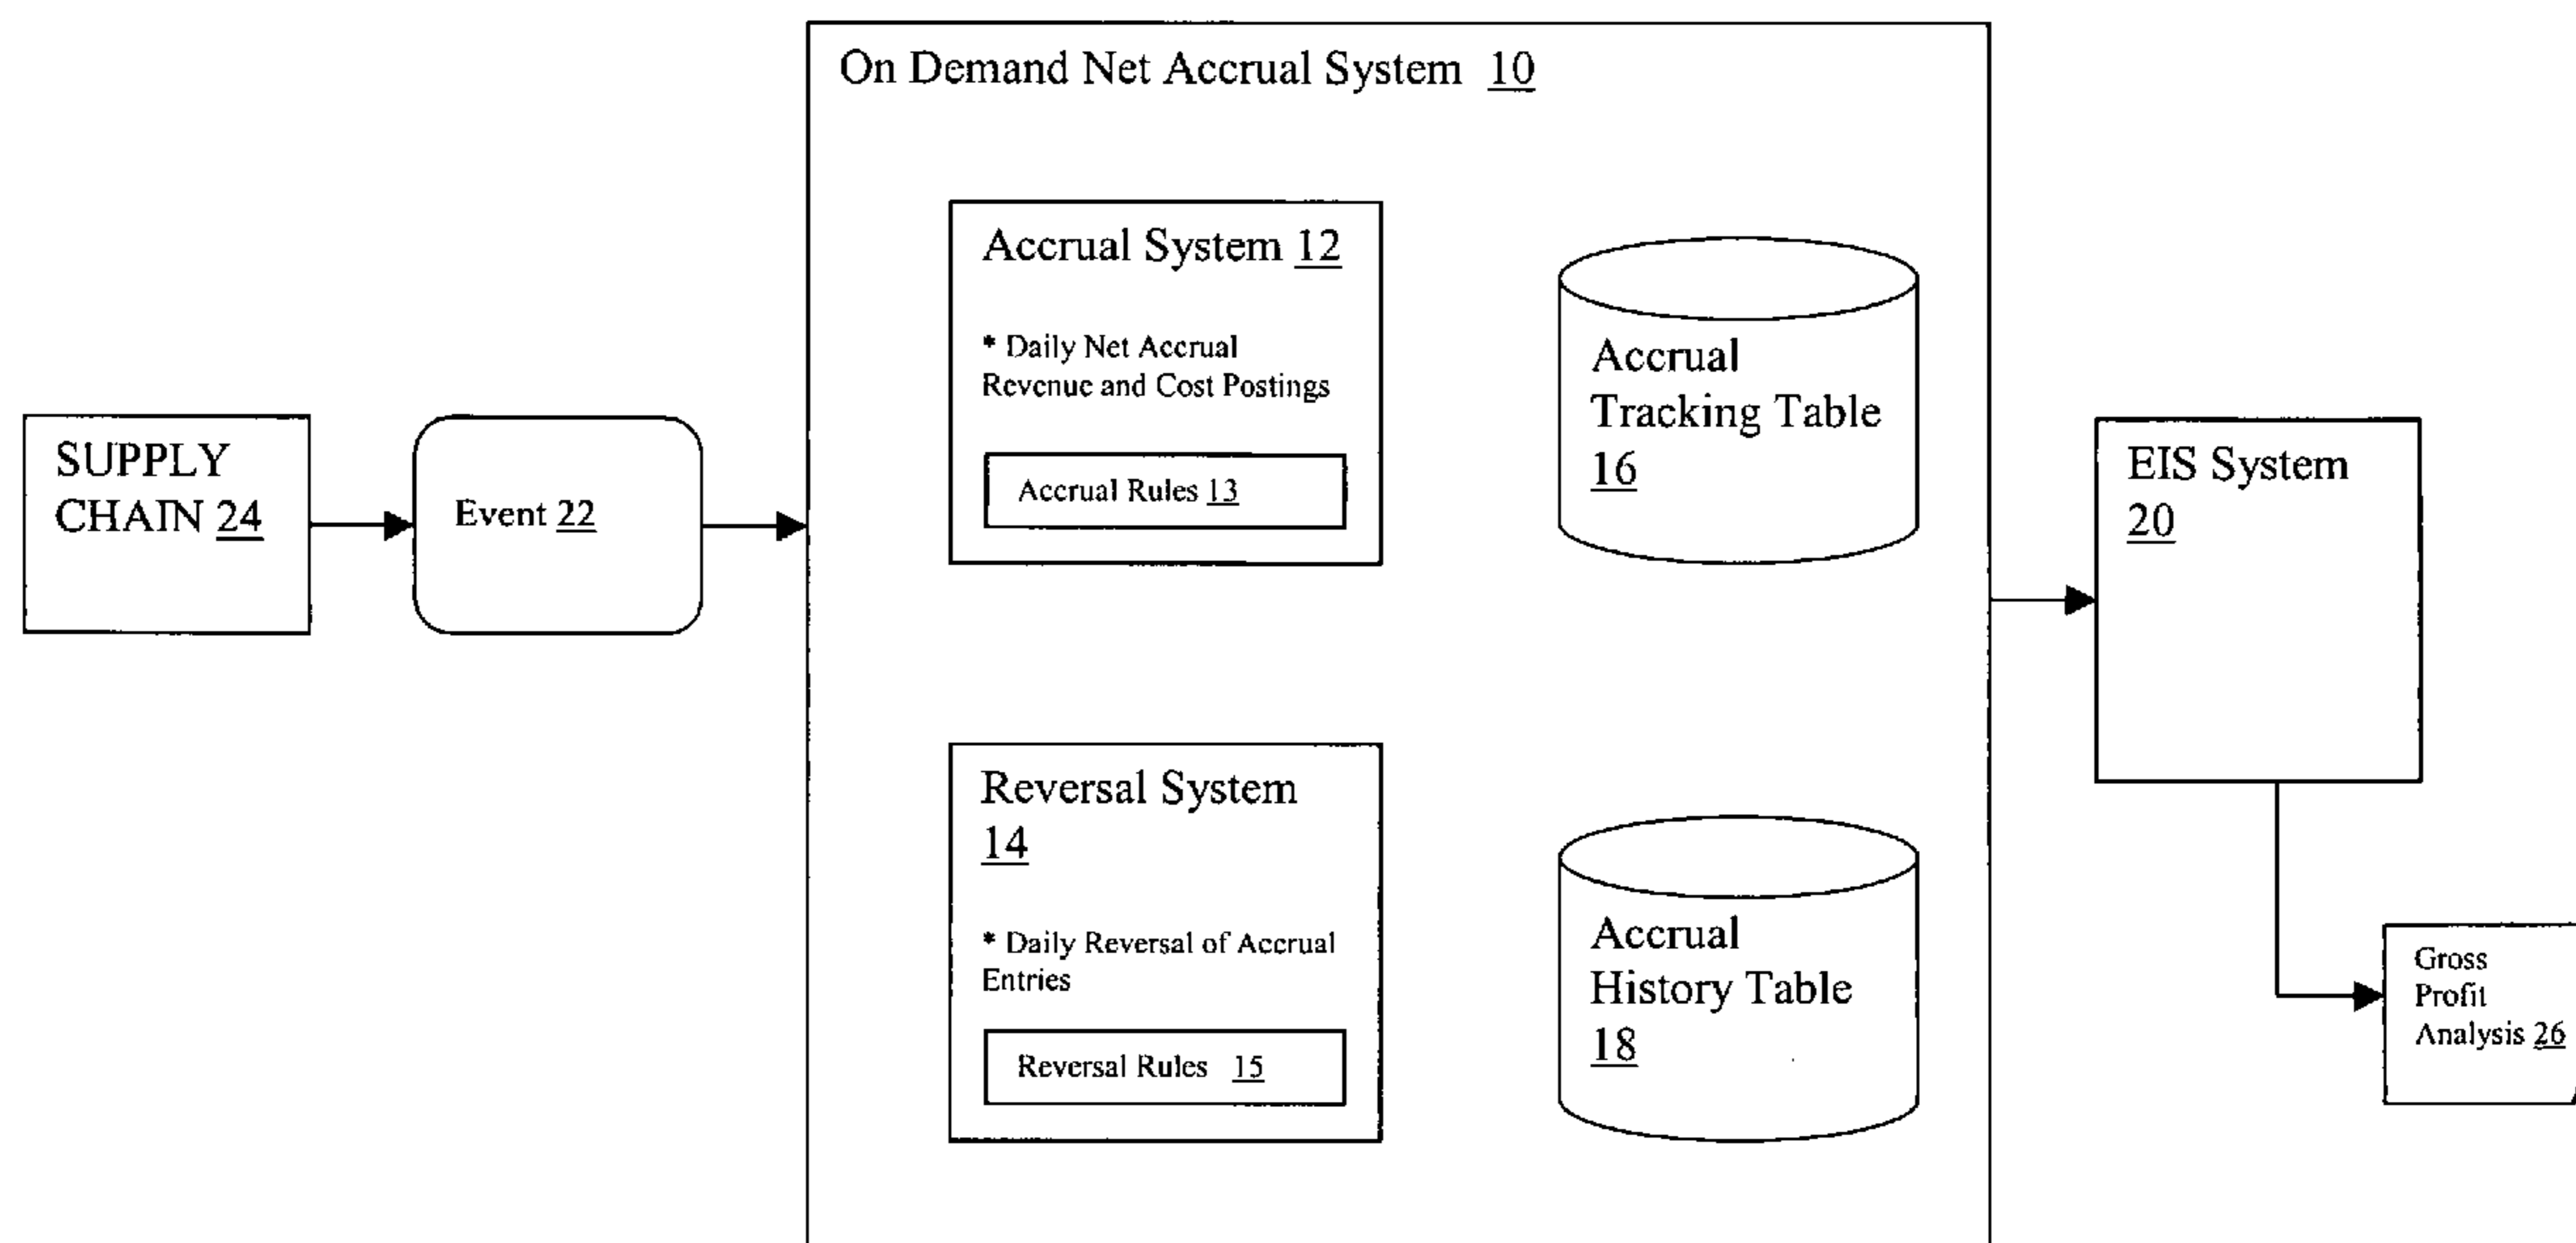 On Demand Net Accrual System 10
SUPPLY
CHAIN 24
Event 22
Accrual System 12
* Daily Net Accrual
Revenue and Cost Postings
Accrual Rules 13
Accrual
Tracking Table
16
Reversal System
14
* Daily Reversal of Accrual
Entries
Reversal Rules 15
Accrual
History Table
18
EIS System
20
Gross
Profit
Analysis 26